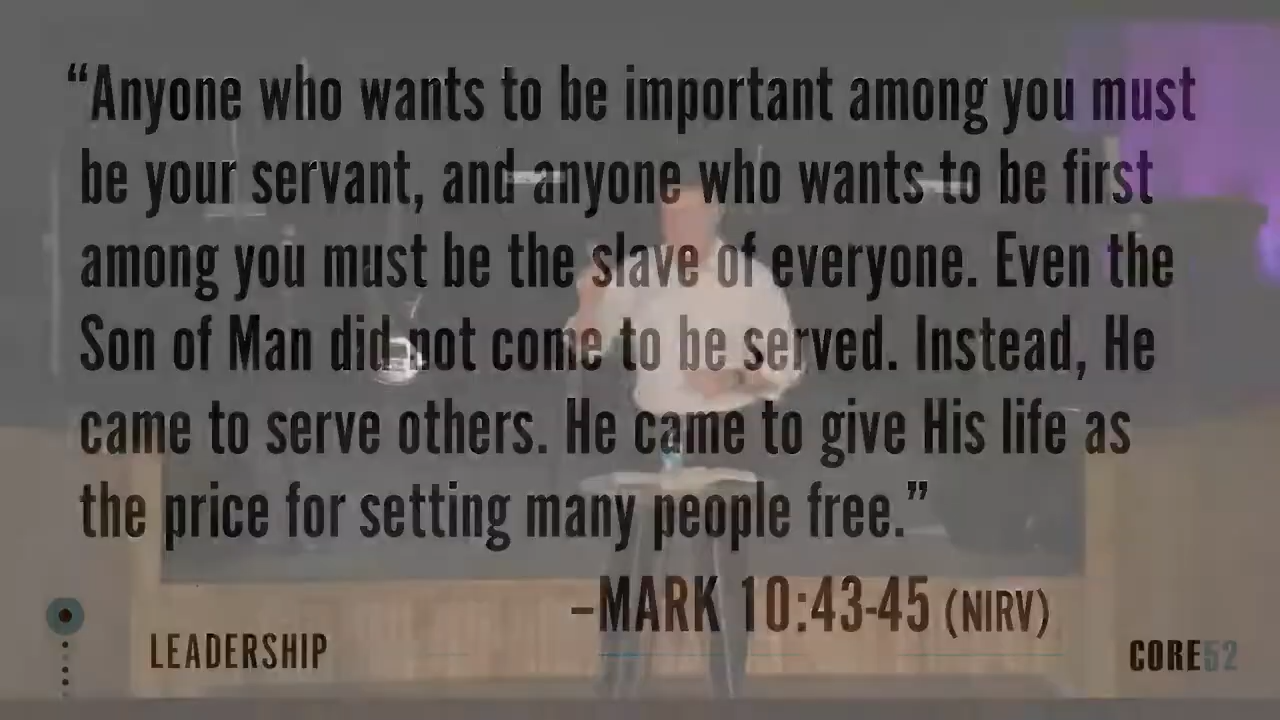 “Anyone who wants to be important among you must
be your servant, and anyone who wants to be first
among you must be the slave of everyone. Even the
Son of Man did not come to be served. Instead, He
came to serve others. He came to give His life as
the price for setting many people free.”
–MARK 10:43-45 (NIRV)
LEADERSHIP
CORE52